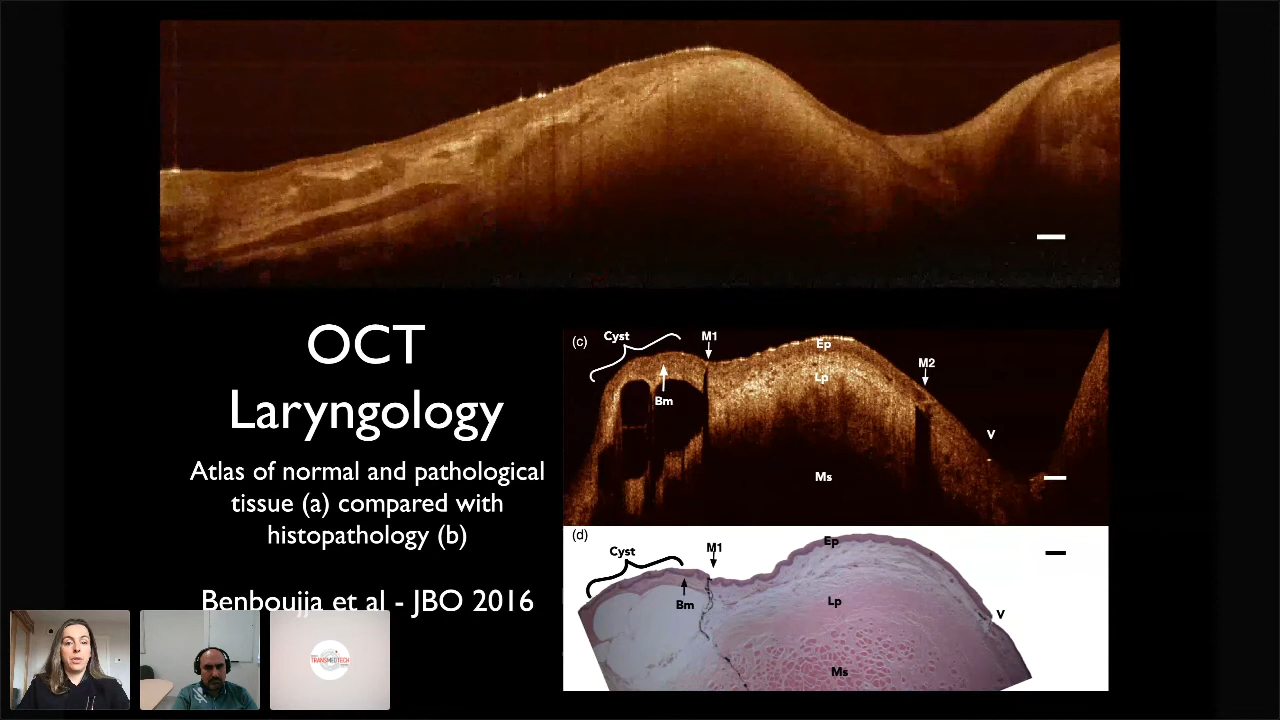 OCT
Laryngology
Atlas of normal and pathological
tissue (a) compared with
histopathology (b)
Benboujja et al - JBO 2016
(c)
Cyst
M1
Ep
M2
Lp
Bm
V
Ms
(d)
Cyst
M1
Ep
Bm
Lp
V
Ms
TRANSMEDTECH